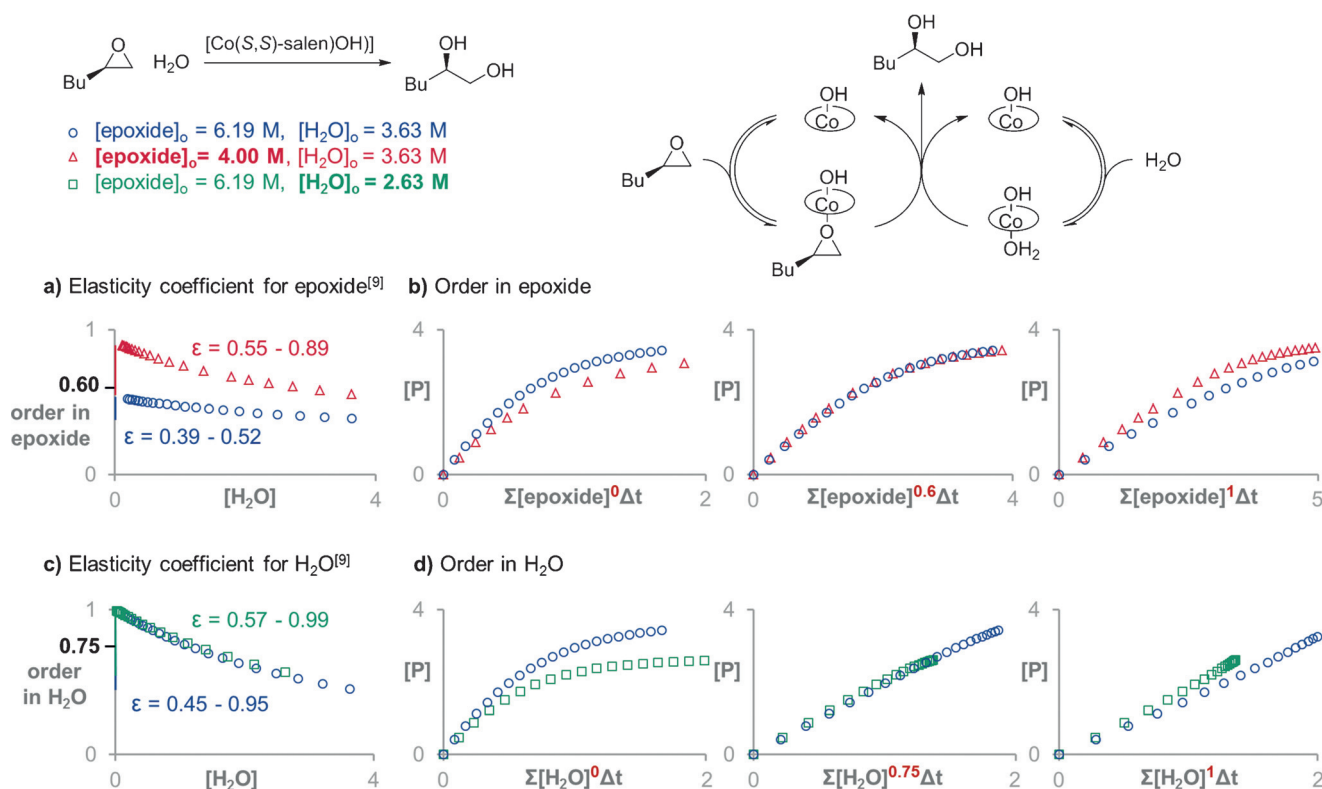 O
Bu
H₂O
[Co(S,S)-salen)OH)]
OH
OH
Bu
[epoxide]ₒ = 6.19 M, [H₂O]ₒ = 3.63 M
[epoxide]ₒ= 4.00 M, [H₂O]ₒ = 3.63 M
[epoxide]ₒ = 6.19 M, [H₂O]ₒ = 2.63 M
OH
OH
Bu
OH
Co
OH
Co
O
Bu
H₂O
OH
Co
O
Bu
OH
Co
OH₂
a) Elasticity coefficient for epoxide[9]
1
0.60
order in
epoxide
0
ε = 0.55 - 0.89
ε = 0.39 - 0.52
0
[H₂O]
4
b) Order in epoxide
4
[P]
0
0
Σ[epoxide]⁰Δt
2
4
[P]
0
0
Σ[epoxide]⁰·⁶Δt
4
4
[P]
0
0
Σ[epoxide]¹Δt
5
c) Elasticity coefficient for H₂O[9]
1
0.75
order
in H₂O
0
ε = 0.57 - 0.99
ε = 0.45 - 0.95
0
[H₂O]
4
d) Order in H₂O
4
[P]
0
0
Σ[H₂O]⁰Δt
2
4
[P]
0
0
Σ[H₂O]⁰·⁷⁵Δt
2
4
[P]
0
0
Σ[H₂O]¹Δt
2